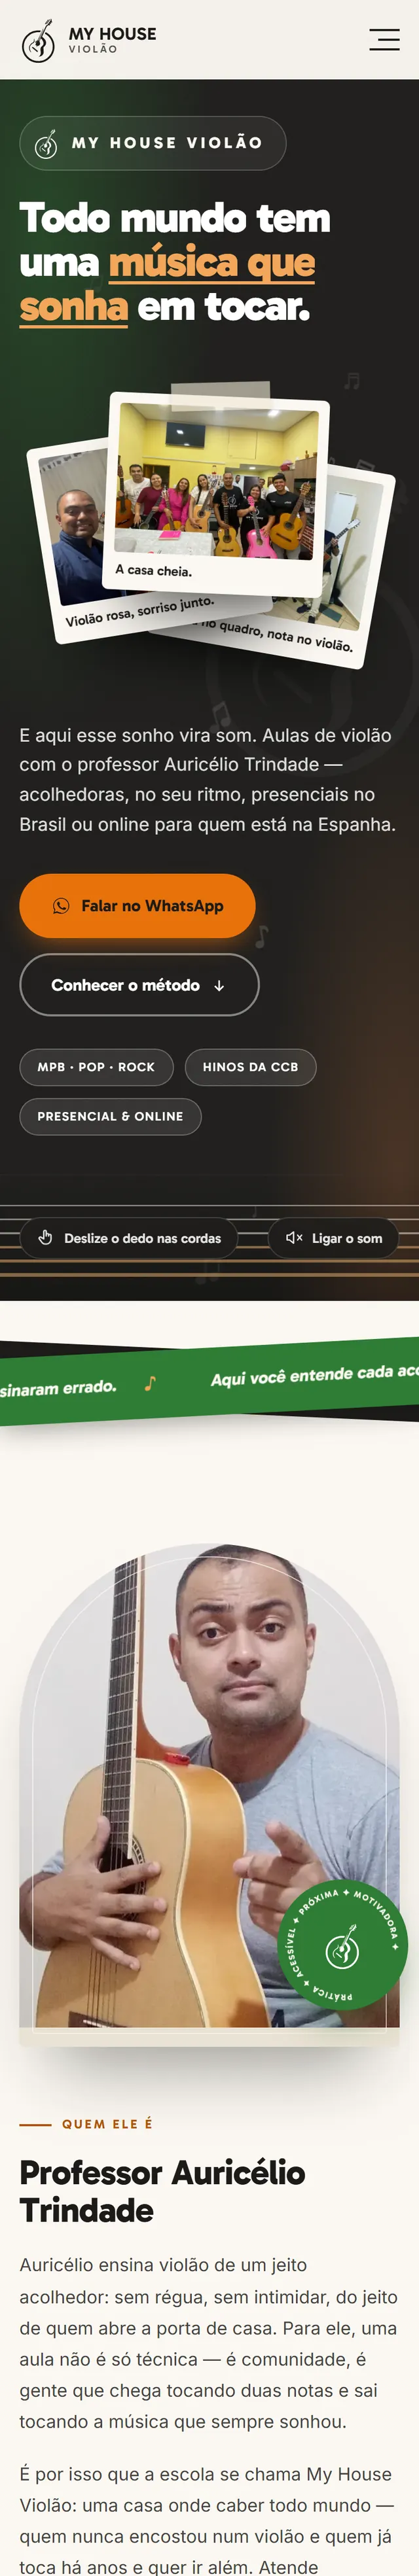 MY HOUSE
VIOLÃO
MY HOUSE VIOLÃO
Todo mundo tem
uma música que
sonha em tocar.
A casa cheia.
Violão rosa, sorriso junto.
no quadro, nota no violão.
E aqui esse sonho vira som. Aulas de violão
com o professor Auricélio Trindade —
acolhedoras, no seu ritmo, presenciais no
Brasil ou online para quem está na Espanha.
Falar no WhatsApp
Conhecer o método ↓
MPB · POP · ROCK
HINOS DA CCB
PRESENCIAL & ONLINE
Deslize o dedo nas cordas
Ligar o som
sinaram errado.
Aqui você entende cada aco
PRÁTICA ✦ ACESSÍVEL ✦ PRÓXIMA ✦ MOTIVADORA ✦
QUEM ELE É
Professor Auricélio
Trindade
Auricélio ensina violão de um jeito
acolhedor: sem régua, sem intimidar, do jeito
de quem abre a porta de casa. Para ele, uma
aula não é só técnica — é comunidade, é
gente que chega tocando duas notas e sai
tocando a música que sempre sonhou.
É por isso que a escola se chama My House
Violão: uma casa onde caber todo mundo —
quem nunca encostou num violão e quem já
toca há anos e quer ir além. Atende